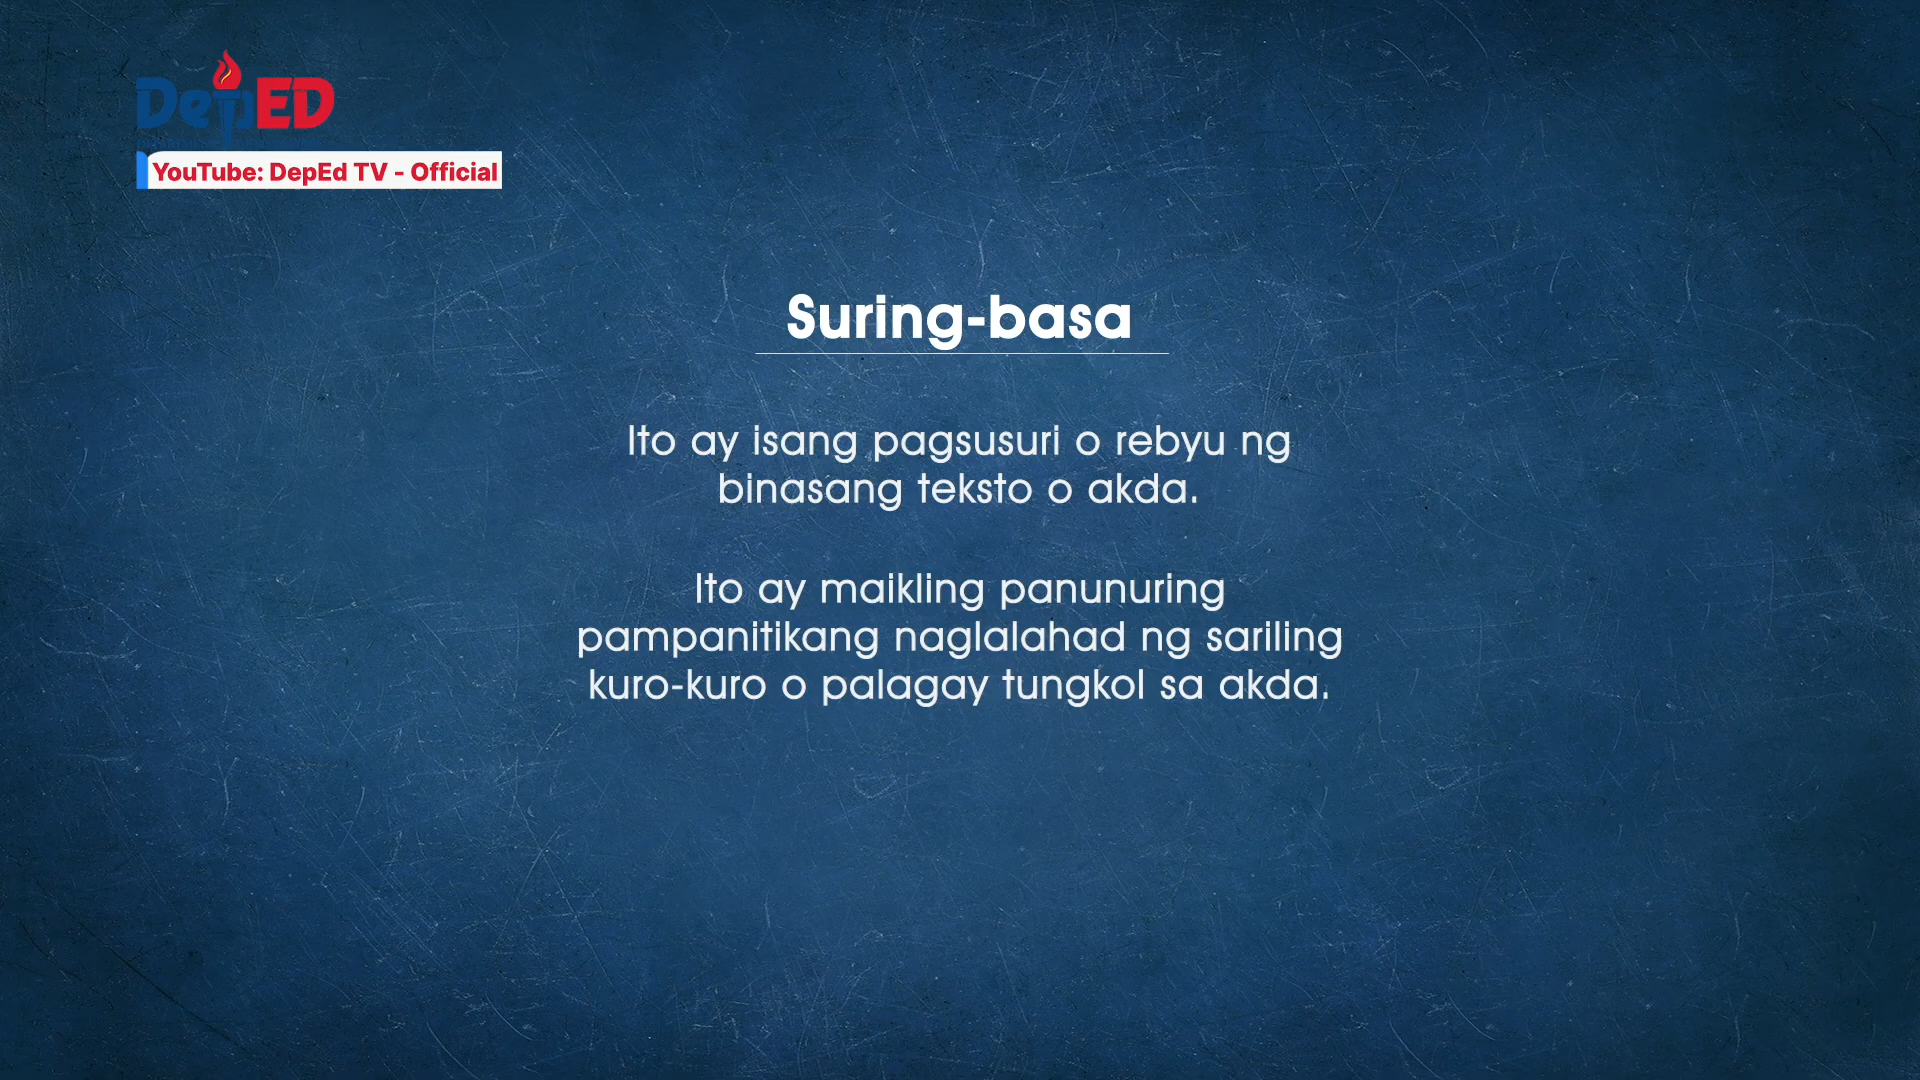 DepED
YouTube: DepEd TV - Official
Suring-basa
Ito ay isang pagsusuri o rebyu ng
binasang teksto o akda.
Ito ay maikling panunuring
pampanitikang naglalahad ng sariling
kuro-kuro o palagay tungkol sa akda.